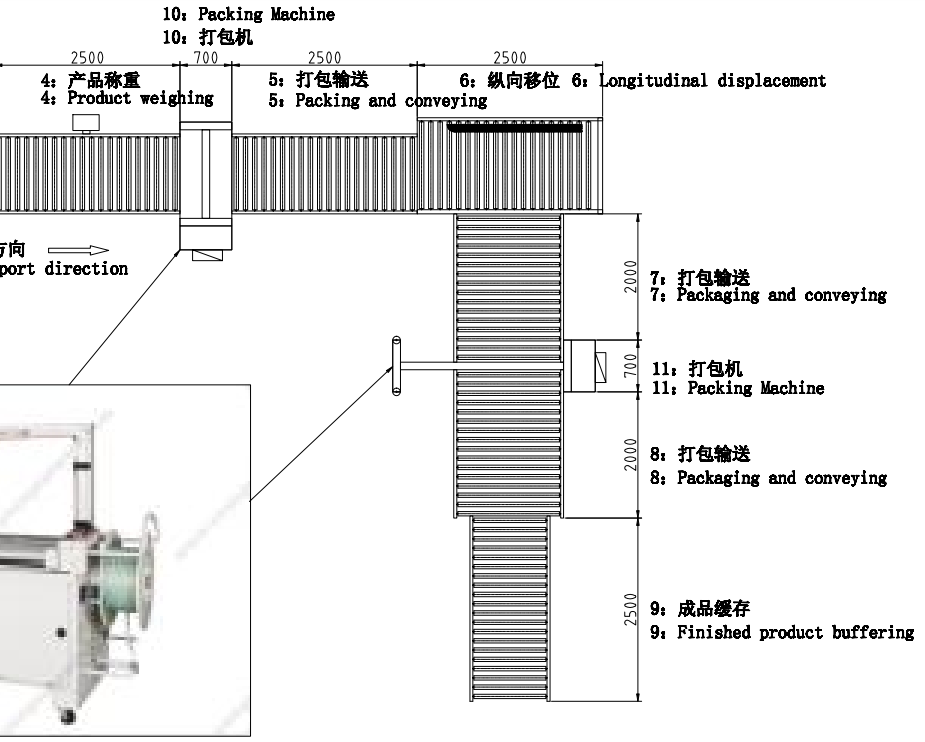 10：Packing Machine
10：打包机
2500
700
2500
2500
4：产品称重
4：Product weighing
5：打包输送
5：Packing and conveying
6：纵向移位 6：Longitudinal displacement
方向
port direction
2000
7：打包输送
7：Packaging and conveying
700
11：打包机
11：Packing Machine
2000
8：打包输送
8：Packaging and conveying
2500
9：成品缓存
9：Finished product buffering